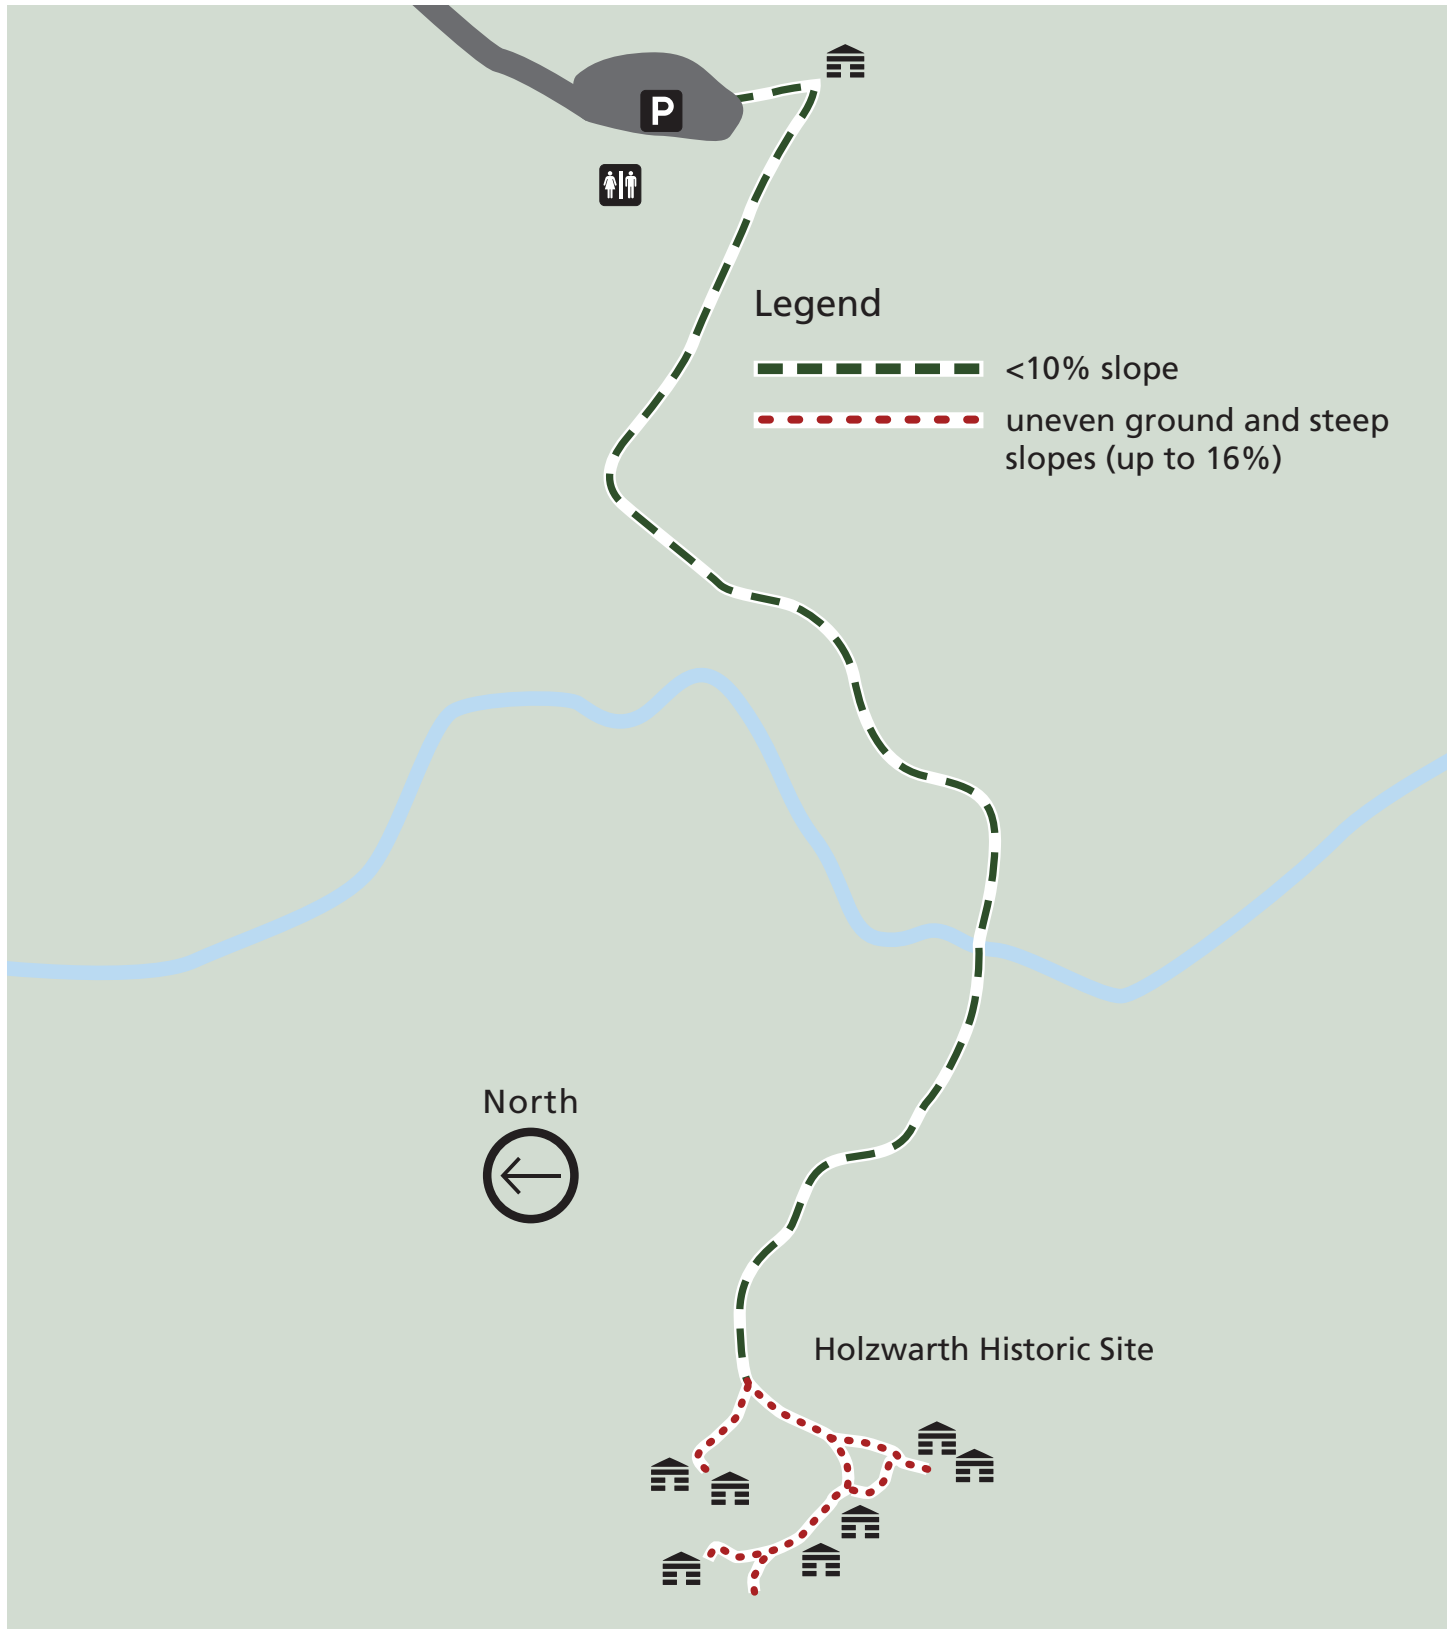 P
Legend
<10% slope
uneven ground and steep
slopes (up to 16%)
North
Holzwarth Historic Site